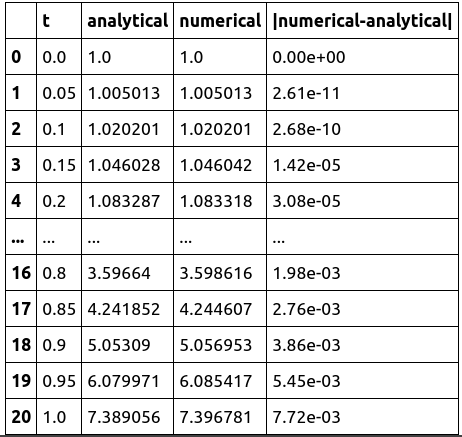 t analytical numerical |numerical-analytical|
0 0.0 1.0 1.0 0.00e+00
1 0.05 1.005013 1.005013 2.61e-11
2 0.1 1.020201 1.020201 2.68e-10
3 0.15 1.046028 1.046042 1.42e-05
4 0.2 1.083287 1.083318 3.08e-05
... ... ... ... ...
16 0.8 3.59664 3.598616 1.98e-03
17 0.85 4.241852 4.244607 2.76e-03
18 0.9 5.05309 5.056953 3.86e-03
19 0.95 6.079971 6.085417 5.45e-03
20 1.0 7.389056 7.396781 7.72e-03